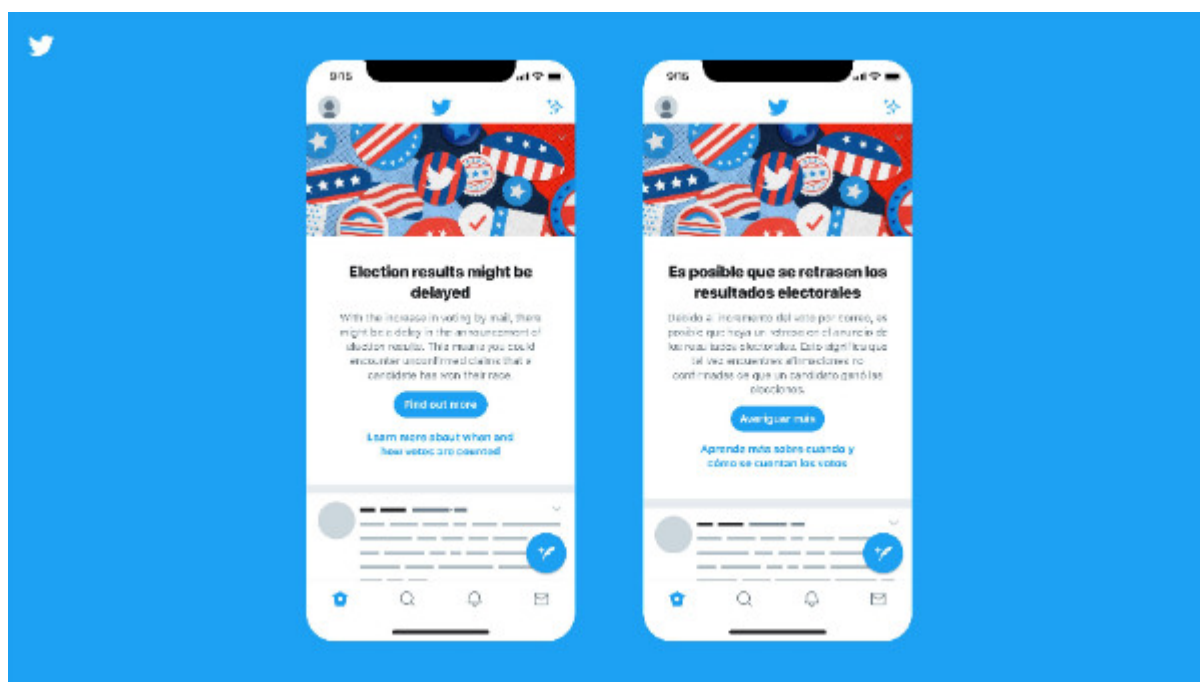 9:15
Election results might be
delayed
With the increase in voting by mail, there
might be a delay in the announcement of
election results. This means you could
encounter unconfirmed claims that a
candidate has won their race.
Find out more
Learn more about when and
how votes are counted
9:15
Es posible que se retrasen los
resultados electorales
Debido al incremento del voto por correo, es
posible que haya un retraso en el anuncio de
los resultados electorales. Esto significa que
tal vez encuentres afirmaciones no
confirmadas de que un candidato ganó las
elecciones.
Averiguar más
Aprende más sobre cuándo y
cómo se cuentan los votos